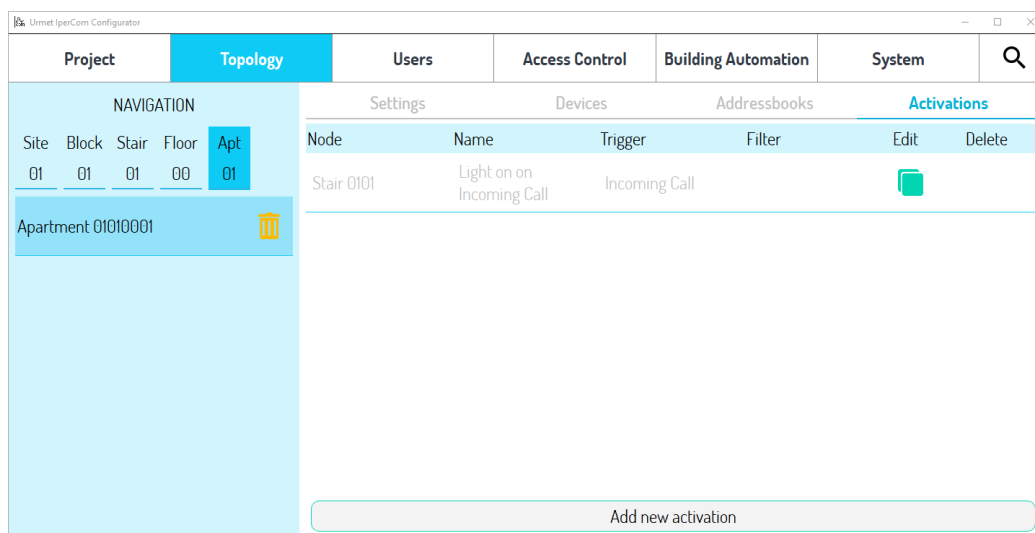 Urmet IperCom Configurator
Project Topology Users Access Control Building Automation System
NAVIGATION
Settings Devices Addressbooks Activations
Site Block Stair Floor Apt
01 01 01 00 01
Node Name Trigger Filter Edit Delete
Stair 0101 Light on on Incoming Call Incoming Call
Apartment 01010001
Add new activation